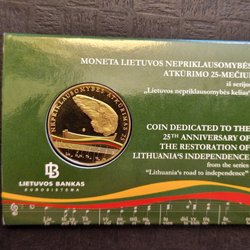 MONETA LIETUVOS NEPRIKLAUSOMYBĖS
ATKŪRIMO 25-MEČIUI
iš serijos
„Lietuvos nepriklausomybės kelias“
NEPRIKLAUSOMYBĖS ATKŪRIMAS
COIN DEDICATED TO THE
25TH ANNIVERSARY OF
THE RESTORATION OF
LITHUANIA'S INDEPENDENCE
from the series
"Lithuania's road to independence"
LB
LIETUVOS BANKAS
EUROSISTEMA